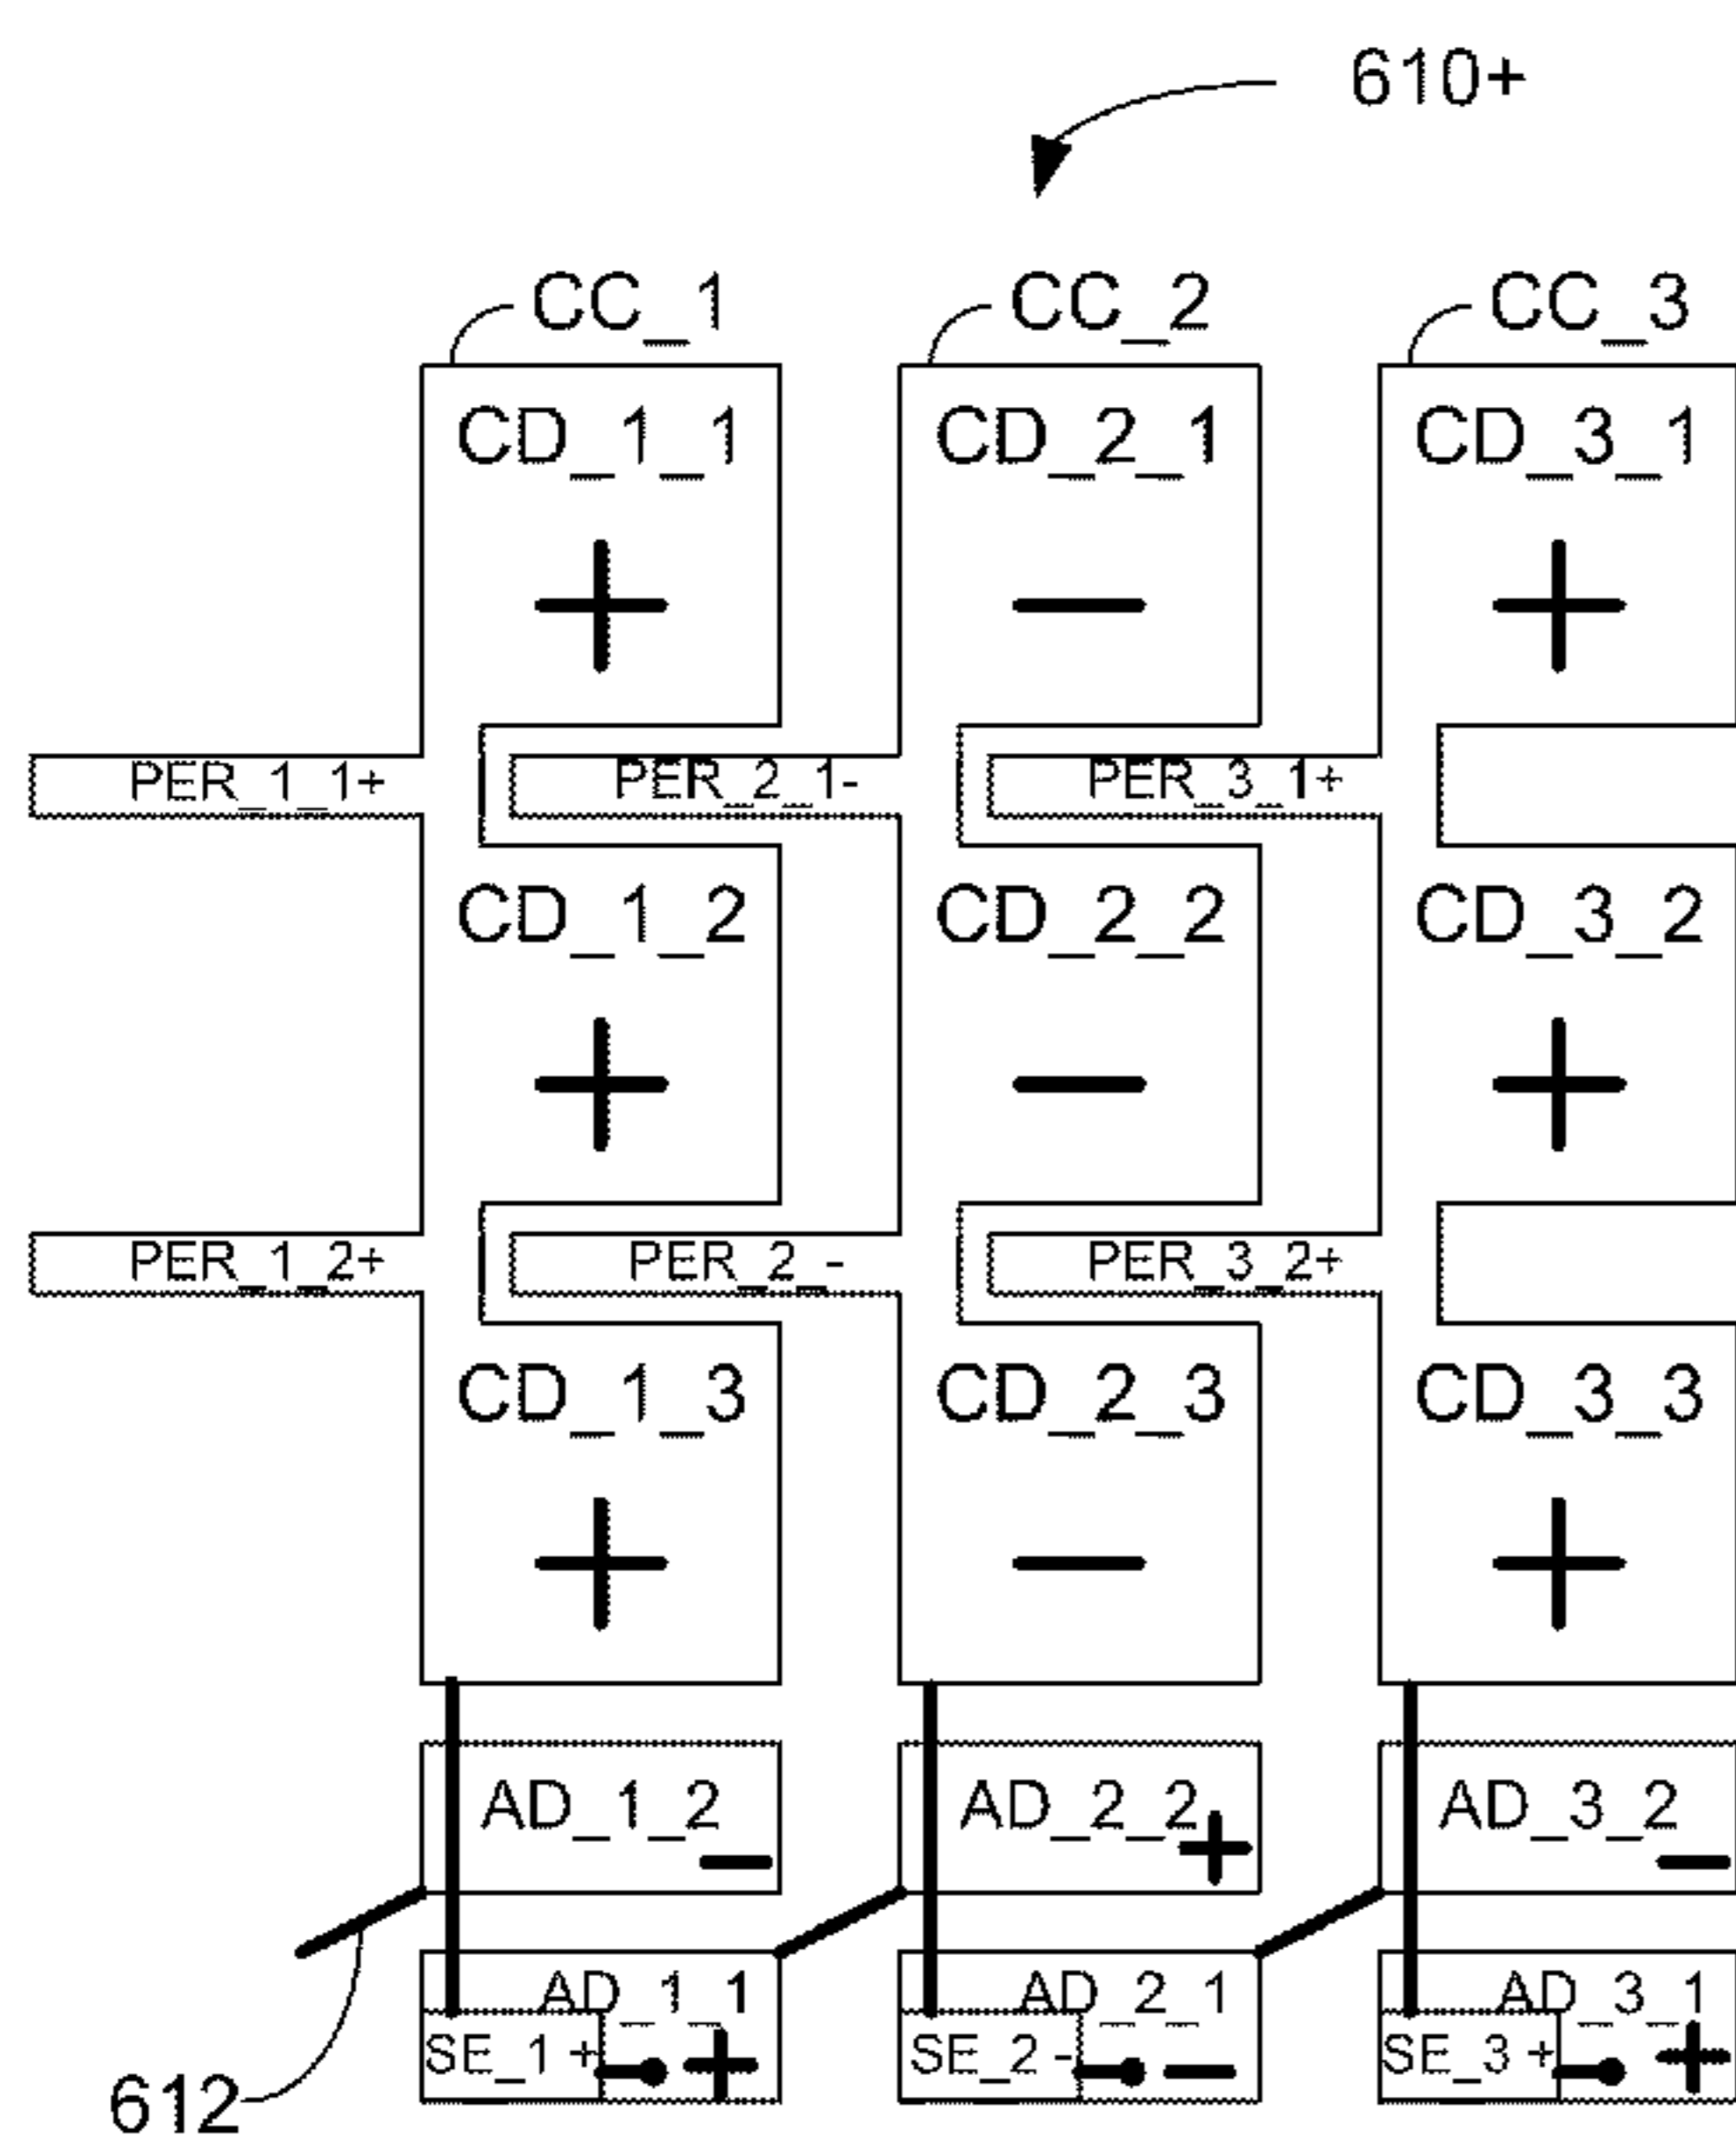 610+
CC_1 CC_2 CC_3
CD_1_1 CD_2_1 CD_3_1
+ − +
PER_1_1+ PER_2_1- PER_3_1+
CD_1_2 CD_2_2 CD_3_2
+ − +
PER_1_2+ PER_2_- PER_3_2+
CD_1_3 CD_2_3 CD_3_3
+ − +
AD_1_2 AD_2_2 AD_3_2
− + −
AD_1_1 AD_2_1 AD_3_1
SE_1 + + SE_2 - − SE_3 + +
612